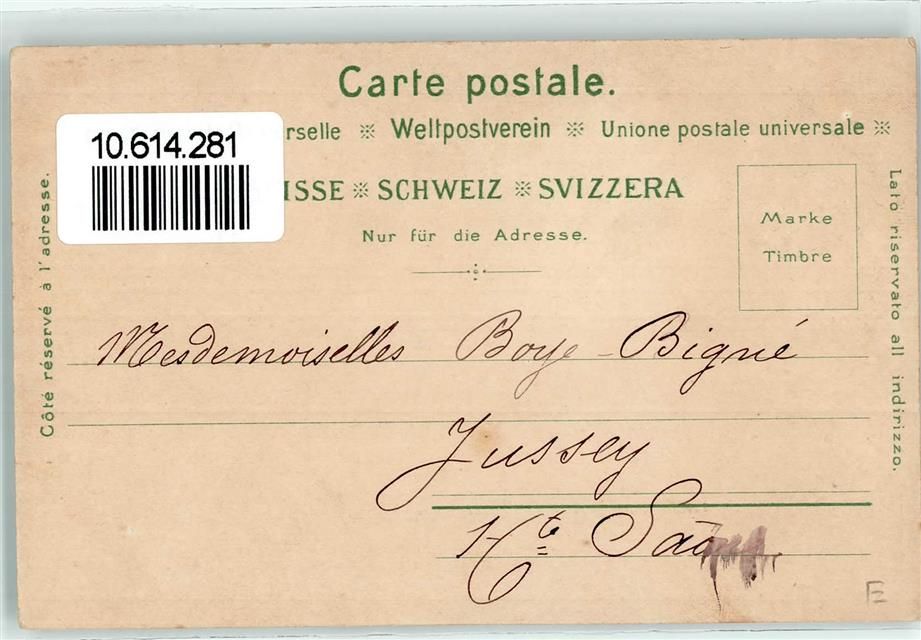 Carte postale.
10.614.281
rselle ※ Weltpostverein ※ Unione postale universale ※
ISSE ※ SCHWEIZ ※ SVIZZERA
Nur für die Adresse.
Marke
Timbre
Côté réservé à l'adresse.
Lato riservato all indirizzo.
Mesdemoiselles Boye-Bigné
Jussey
Hte
E